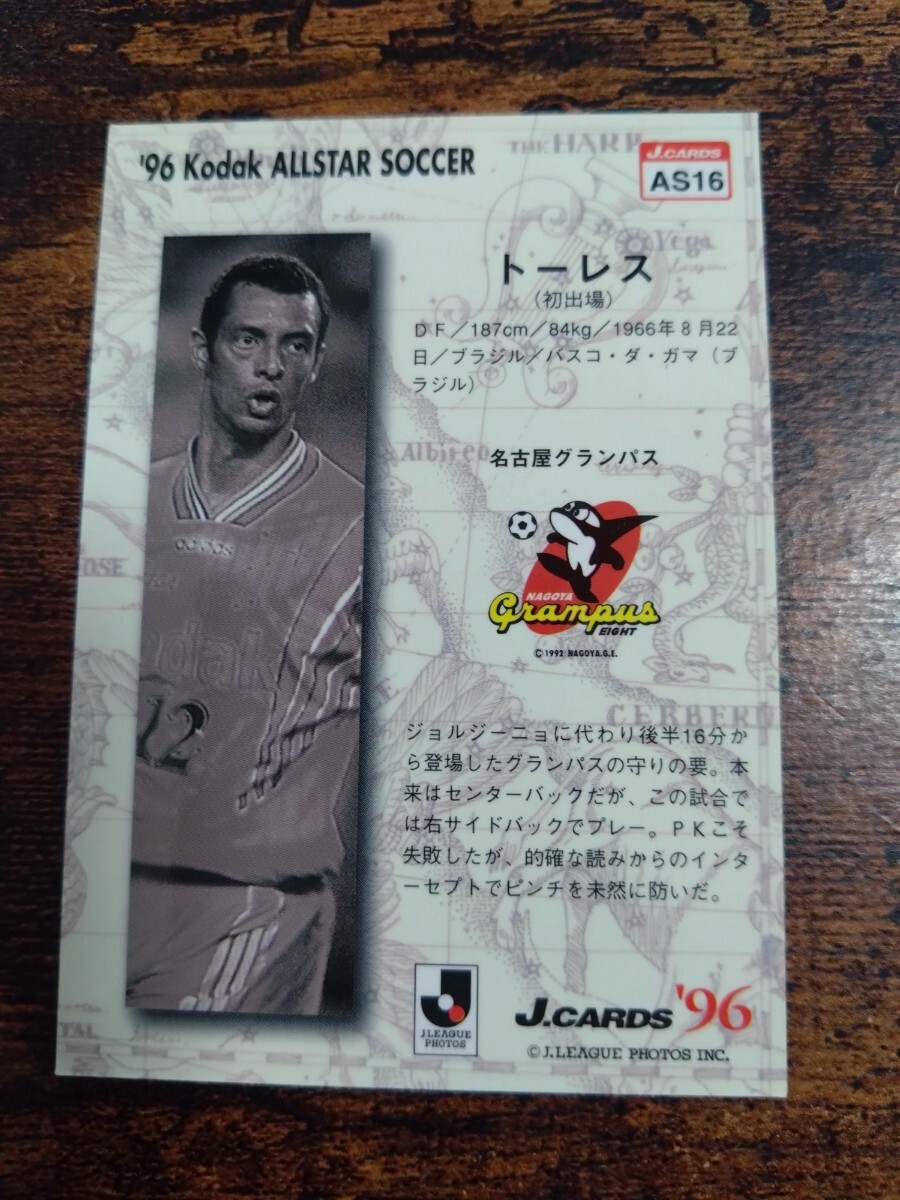 '96 Kodak ALLSTAR SOCCER
J.CARDS
AS16
THE HARP
Vega
トーレス
(初出場)
ＤＦ／187cm／84kg／1966年８月22
日／ブラジル／バスコ・ダ・ガマ（ブ
ラジル）
Albireo
名古屋グランパス
adidas
NAGOYA
Grampus
EIGHT
© 1992 NAGOYA.G.E.
12
CERBERU
ジョルジーニョに代わり後半16分か
ら登場したグランパスの守りの要。本
来はセンターバックだが、この試合で
は右サイドバックでプレー。ＰＫこそ
失敗したが、的確な読みからのインタ
ーセプトでピンチを未然に防いだ。
J.LEAGUE
PHOTOS
J.CARDS '96
© J.LEAGUE PHOTOS INC.